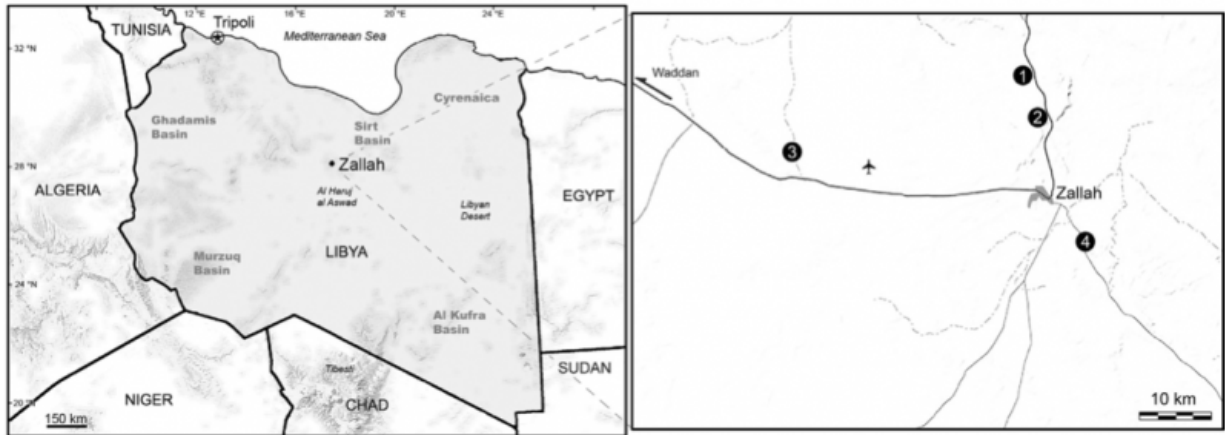 12°E
16°E
20°E
24°E
TUNISIA
Tripoli
Mediterranean Sea
32 °N
Cyrenaica
Ghadamis
Basin
Sirt
Basin
28 °N
Zallah
ALGERIA
Al Haruj
al Aswad
Libyan
Desert
EGYPT
LIBYA
Murzuq
Basin
24 °N
Al Kufra
Basin
SUDAN
Tibesti
NIGER
CHAD
20 °N
150 km
Waddan
1
2
3
Zallah
4
10 km